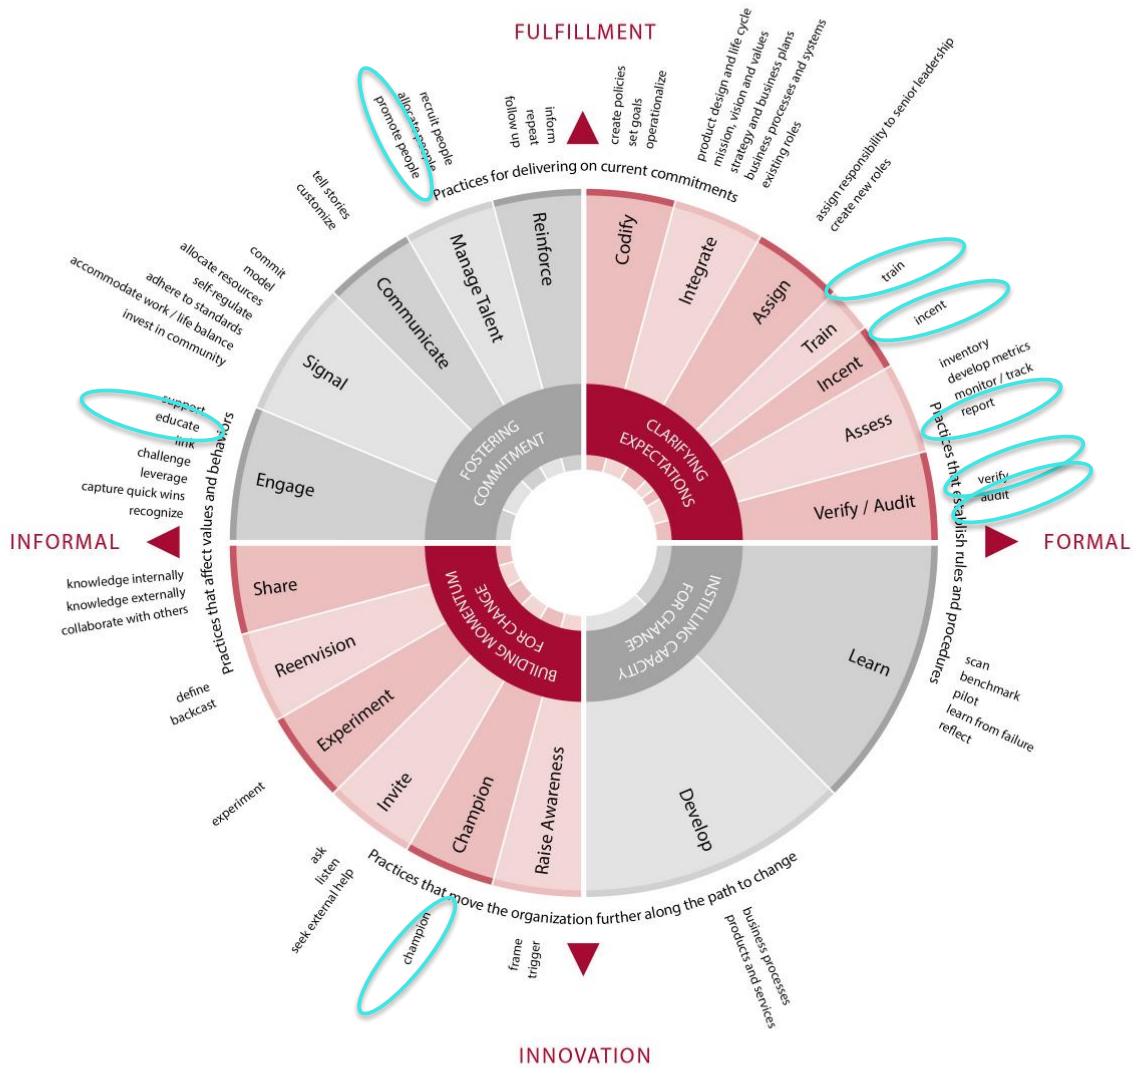 FULFILLMENT
Practices for delivering on current commitments
promote people
allocate people
recruit people
follow up
repeat
inform
create policies
set goals
operationalize
product design and life cycle
mission, vision and values
strategy and business plans
business processes and systems
existing roles
assign responsibility to senior leadership
create new roles
train
incent
inventory
develop metrics
monitor / track
report
verify
audit
tell stories
customize
commit
model
allocate resources
self-regulate
adhere to standards
accommodate work / life balance
invest in community
support
educate
link
challenge
leverage
capture quick wins
recognize
Reinforce
Manage Talent
Communicate
Signal
Engage
Codify
Integrate
Assign
Train
Incent
Assess
Verify / Audit
FOSTERING
COMMITMENT
CLARIFYING
EXPECTATIONS
INFORMAL
FORMAL
Practices that affect values and behaviors
Practices that establish rules and procedures
BUILDING MOMENTUM
FOR CHANGE
INSTILLING CAPACITY
FOR CHANGE
Share
Reenvision
Experiment
Invite
Champion
Raise Awareness
Develop
Learn
knowledge internally
knowledge externally
collaborate with others
define
backcast
experiment
ask
listen
seek external help
champion
frame
trigger
business processes
products and services
scan
benchmark
pilot
learn from failure
reflect
Practices that move the organization further along the path to change
INNOVATION